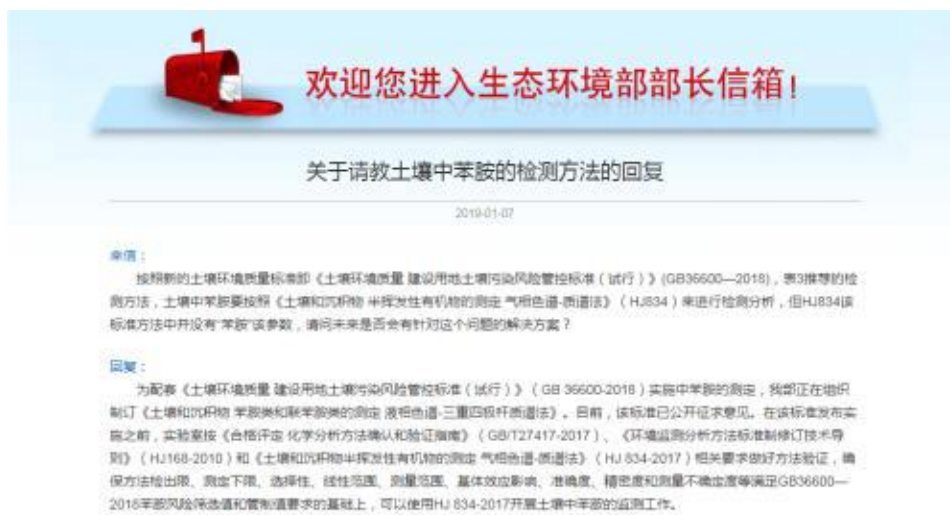 欢迎您进入生态环境部部长信箱!
关于请教土壤中苯胺的检测方法的回复
2019-01-07
来信：
按照新的土壤环境质量标准即《土壤环境质量 建设用地土壤污染风险管控标准（试行）》(GB36600—2018)，表3推荐的检
测方法，土壤中苯胺要按照《土壤和沉积物 半挥发性有机物的测定 气相色谱-质谱法》（HJ834）来进行检测分析，但HJ834该
标准方法中并没有"苯胺"该参数，请问未来是否会有针对这个问题的解决方案？
回复：
为配套《土壤环境质量 建设用地土壤污染风险管控标准（试行）》（GB 36600-2018）实施中苯胺的测定，我部正在组织
制订《土壤和沉积物 苯胺类和联苯胺类的测定 液相色谱-三重四极杆质谱法》。目前，该标准已公开征求意见。在该标准发布实
施之前，实验室按《合格评定 化学分析方法确认和验证指南》（GB/T27417-2017）、《环境监测分析方法标准制修订技术导
则》（HJ168-2010）和《土壤和沉积物半挥发性有机物的测定 气相色谱-质谱法》（HJ 834-2017）相关要求做好方法验证，确
保方法检出限、测定下限、选择性、线性范围、测量范围、基体效应影响、准确度、精密度和测量不确定度等满足GB36600—
2018苯胺风险筛选值和管制值要求的基础上，可以使用HJ 834-2017开展土壤中苯胺的监测工作。